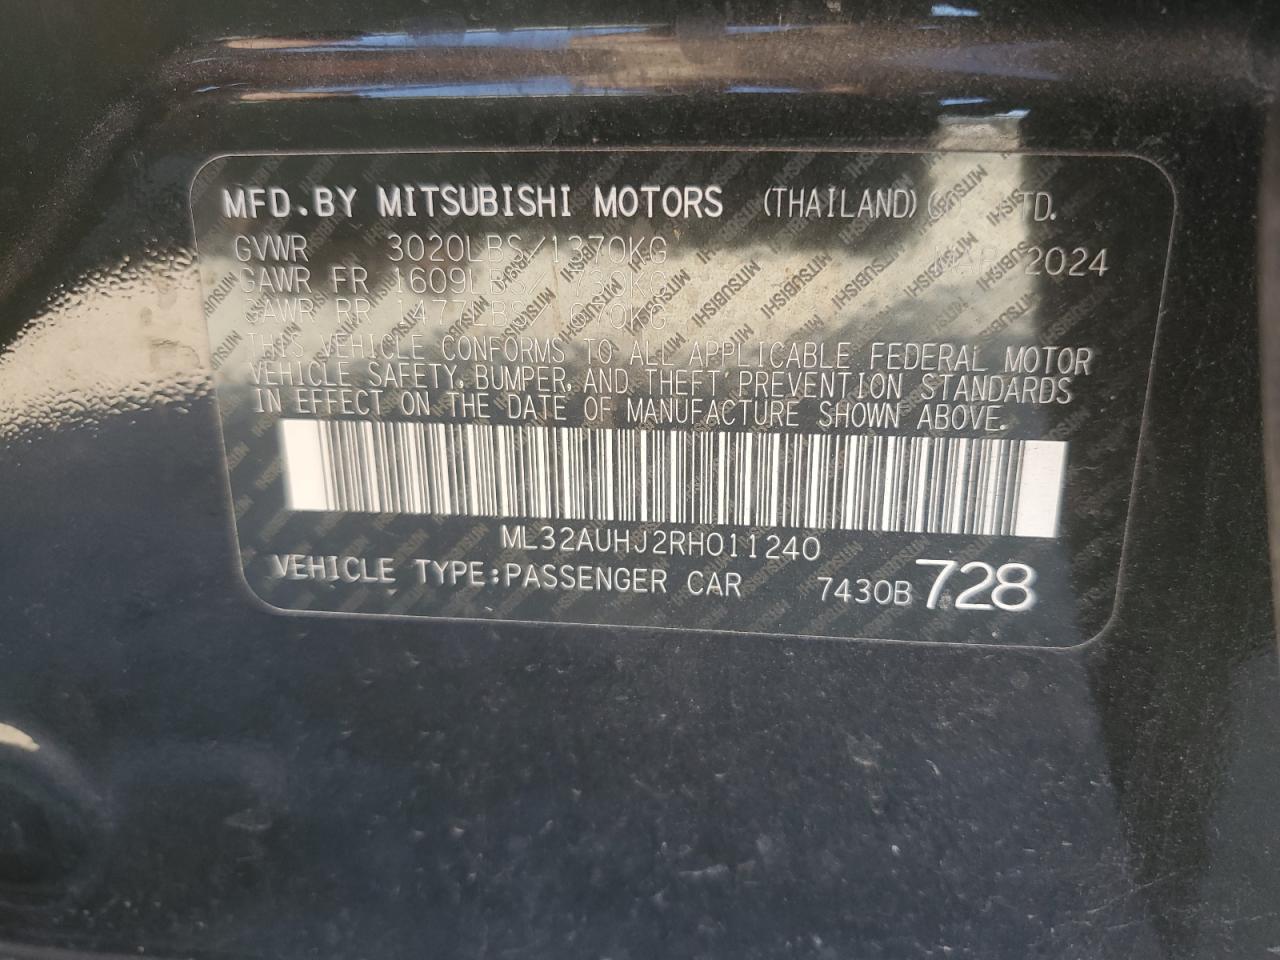 MFD.BY MITSUBISHI MOTORS (THAILAND) CO.,LTD.
GVWR 3020LBS/1370KG MAR 2024
GAWR FR 1609LBS/ 730KG
GAWR RR 1477LBS/ 670KG
THIS VEHICLE CONFORMS TO ALL APPLICABLE FEDERAL MOTOR
VEHICLE SAFETY, BUMPER, AND THEFT PREVENTION STANDARDS
IN EFFECT ON THE DATE OF MANUFACTURE SHOWN ABOVE.
ML32AUHJ2RH011240
VEHICLE TYPE:PASSENGER CAR 7430B 728